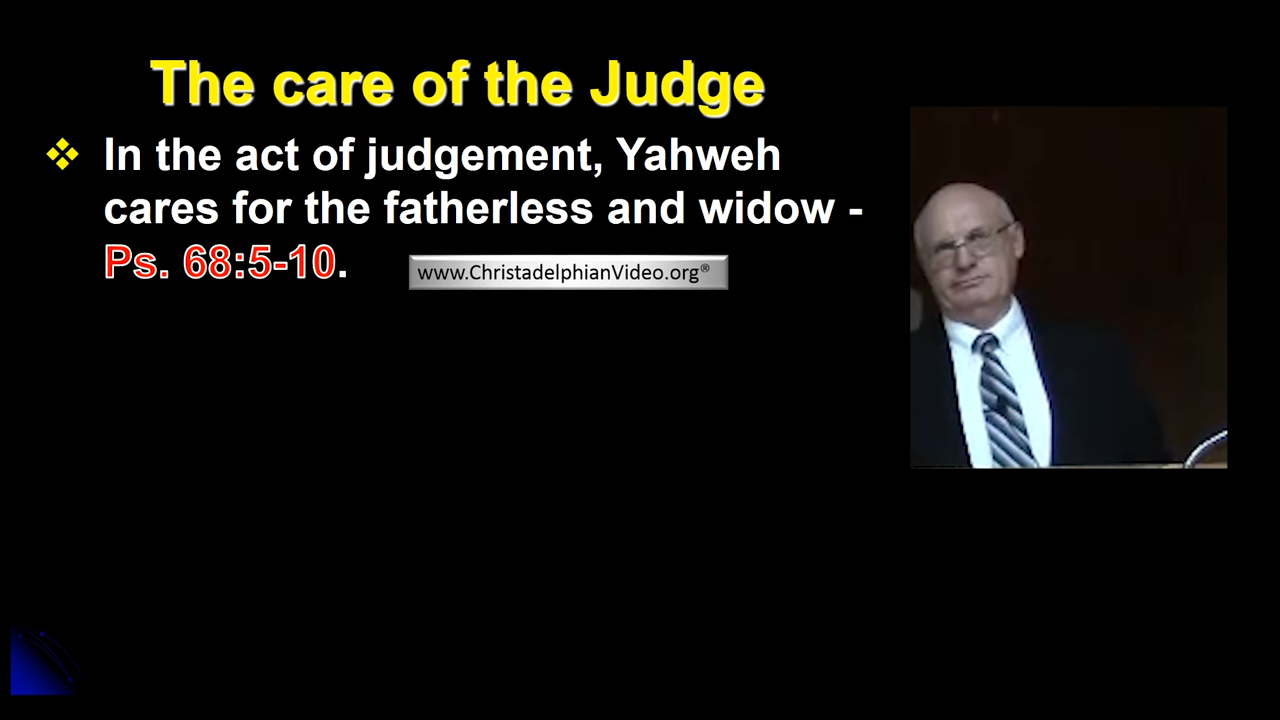 The care of the Judge
In the act of judgement, Yahweh
cares for the fatherless and widow -
Ps. 68:5-10.
www.ChristadelphianVideo.org®